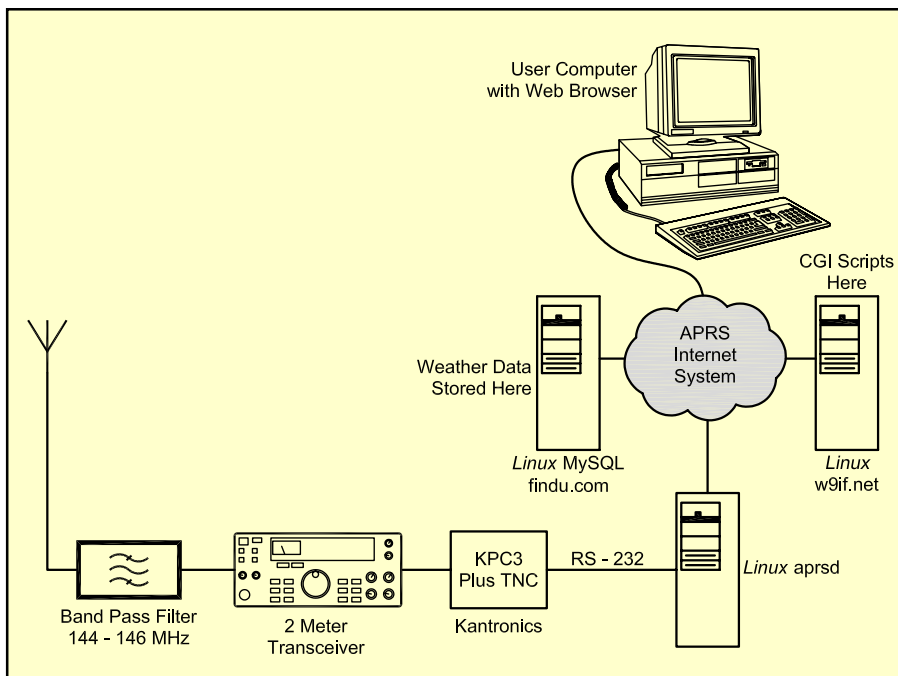 User Computer
with Web Browser
CGI Scripts
Here
APRS
Internet
System
Weather Data
Stored Here
Linux MySQL
findu.com
Linux
w9if.net
KPC3
Plus TNC
RS - 232
Linux aprsd
Band Pass Filter
144 - 146 MHz
2 Meter
Transceiver
Kantronics